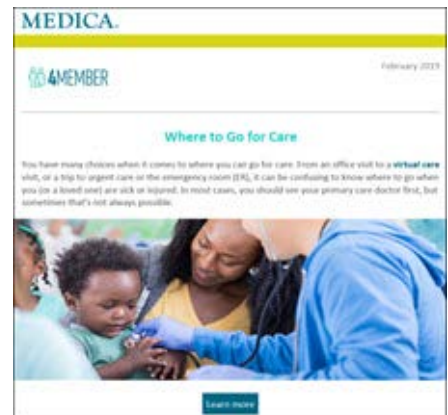 MEDICA.
February 2019
4MEMBER
Where to Go for Care
You have many choices when it comes to where you can go for care. From an office visit to a virtual care
visit, or a trip to urgent care or the emergency room (ER), it can be confusing to know where to go when
you (or a loved one) are sick or injured. In most cases, you should see your primary care doctor first, but
sometimes that's not always possible.
Learn more